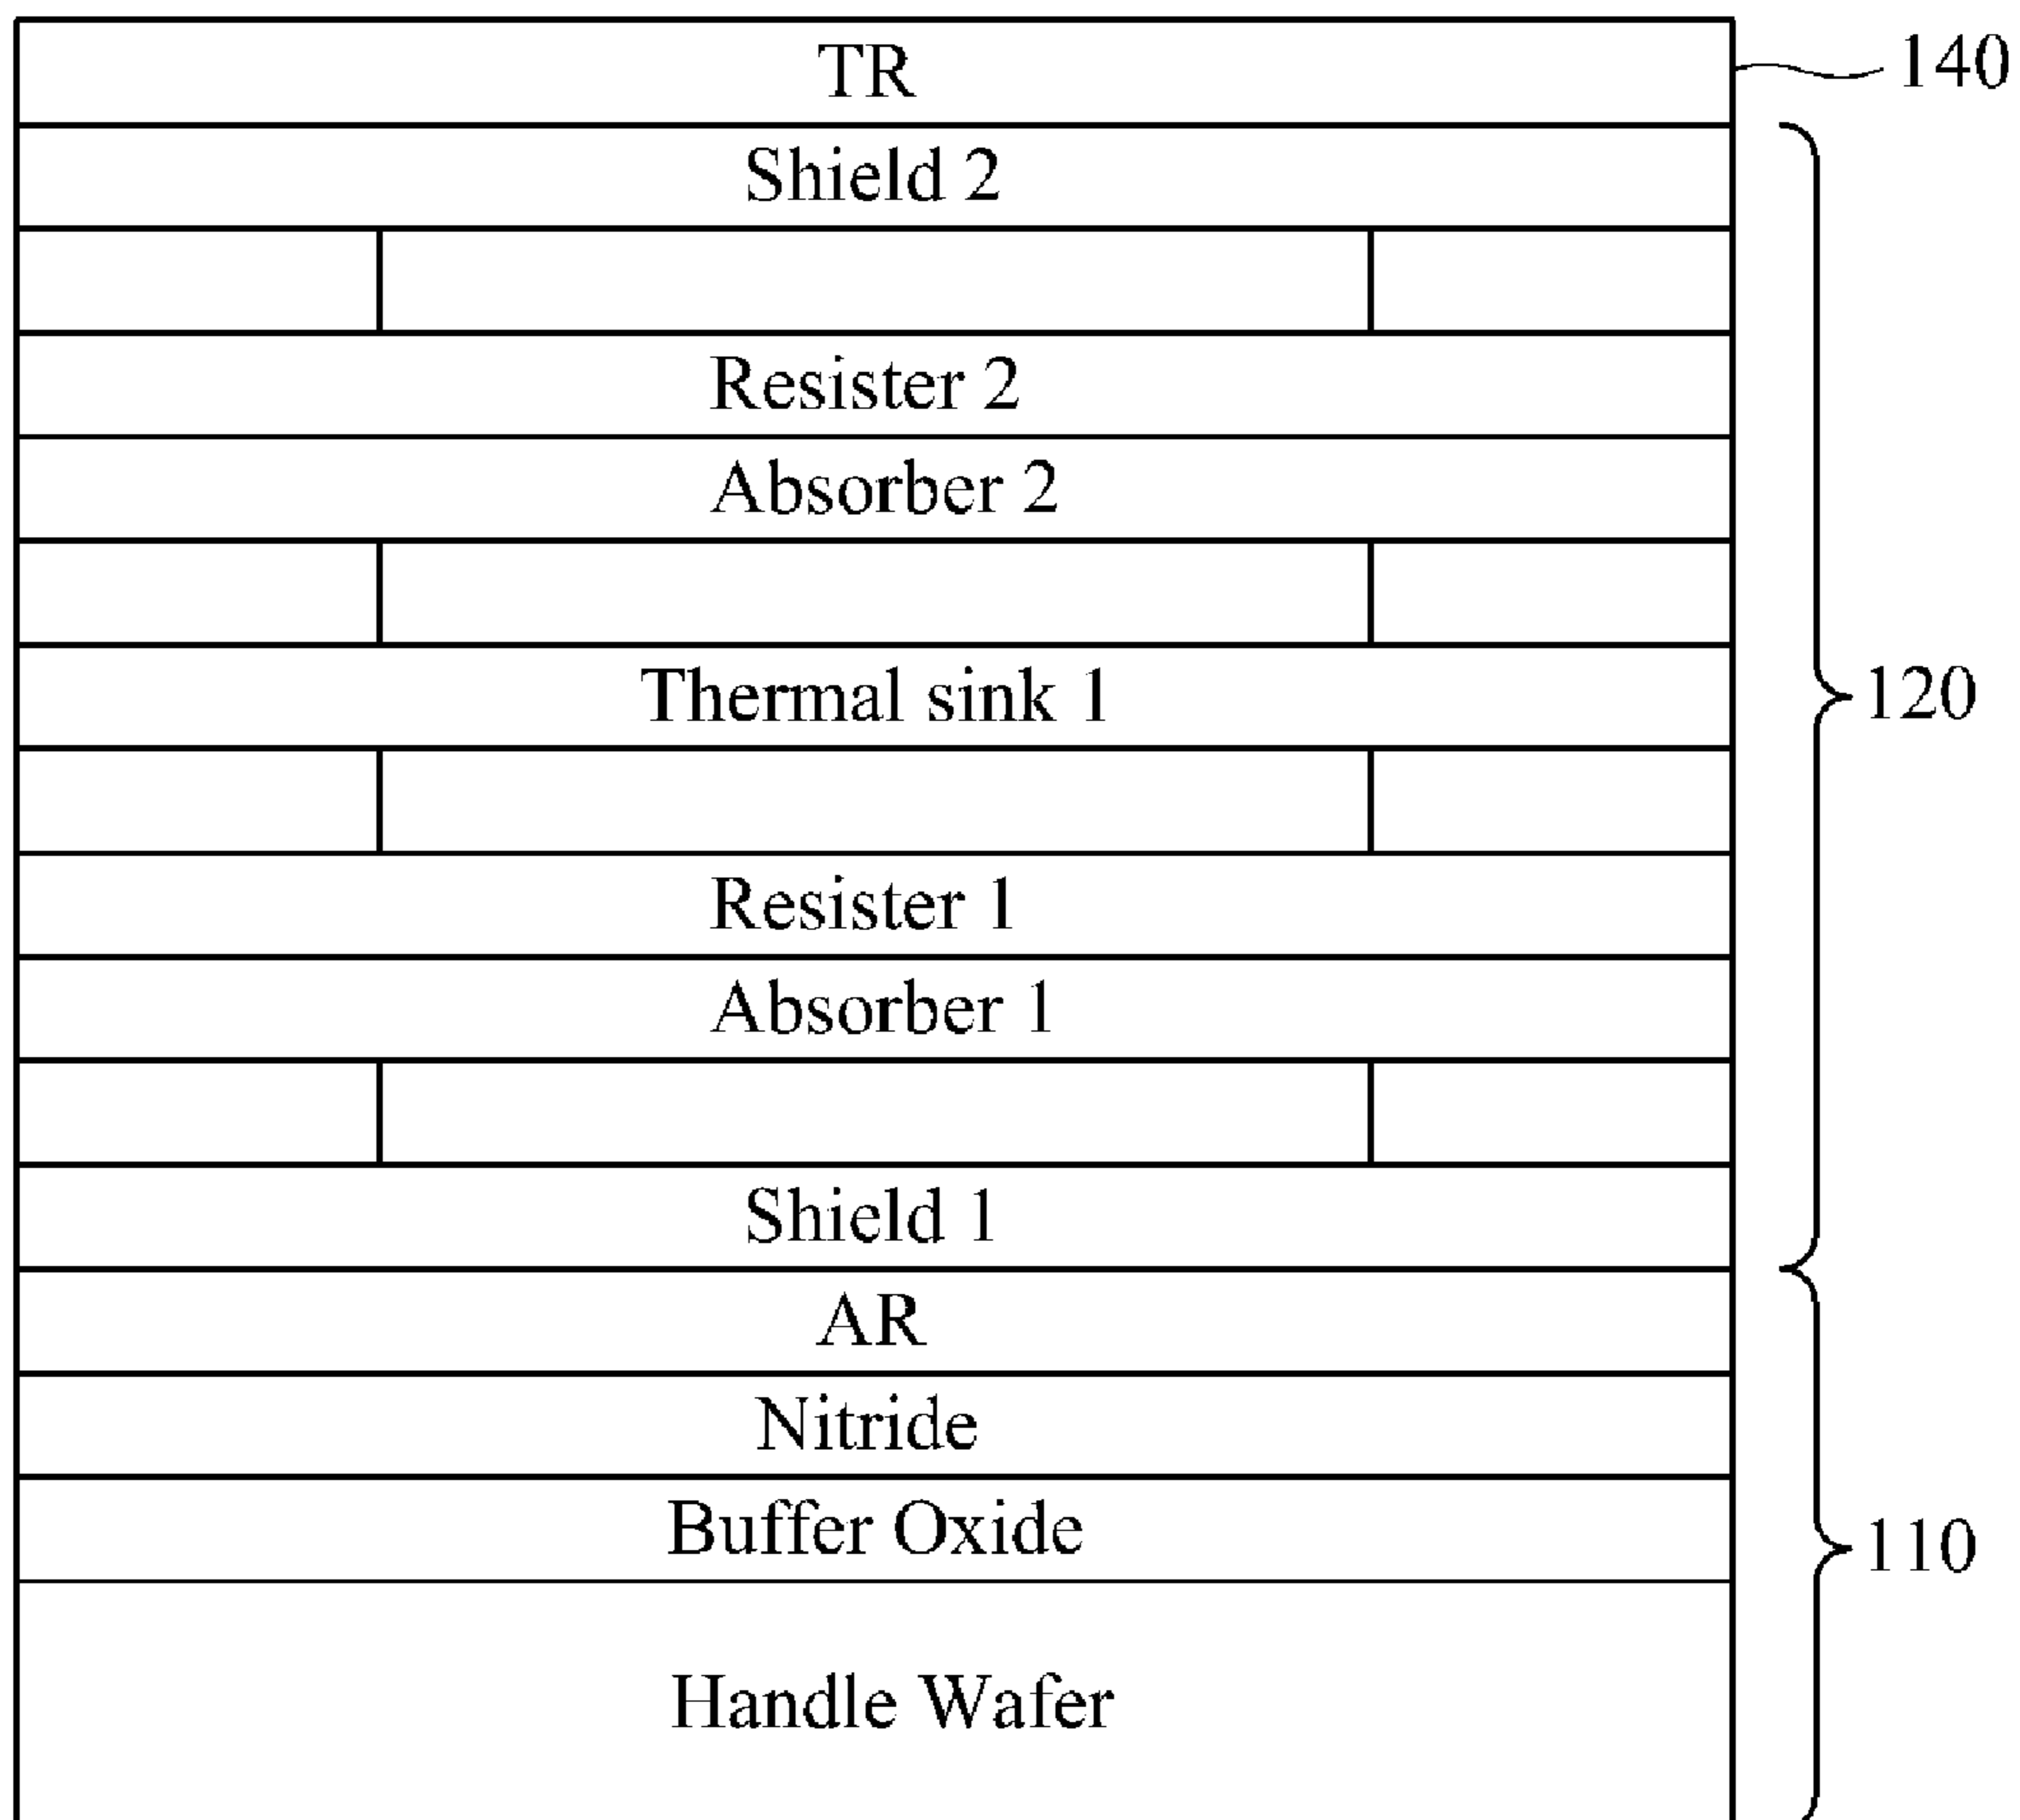 TR
140
Shield 2
Resister 2
Absorber 2
Thermal sink 1
120
Resister 1
Absorber 1
Shield 1
AR
Nitride
Buffer Oxide
110
Handle Wafer